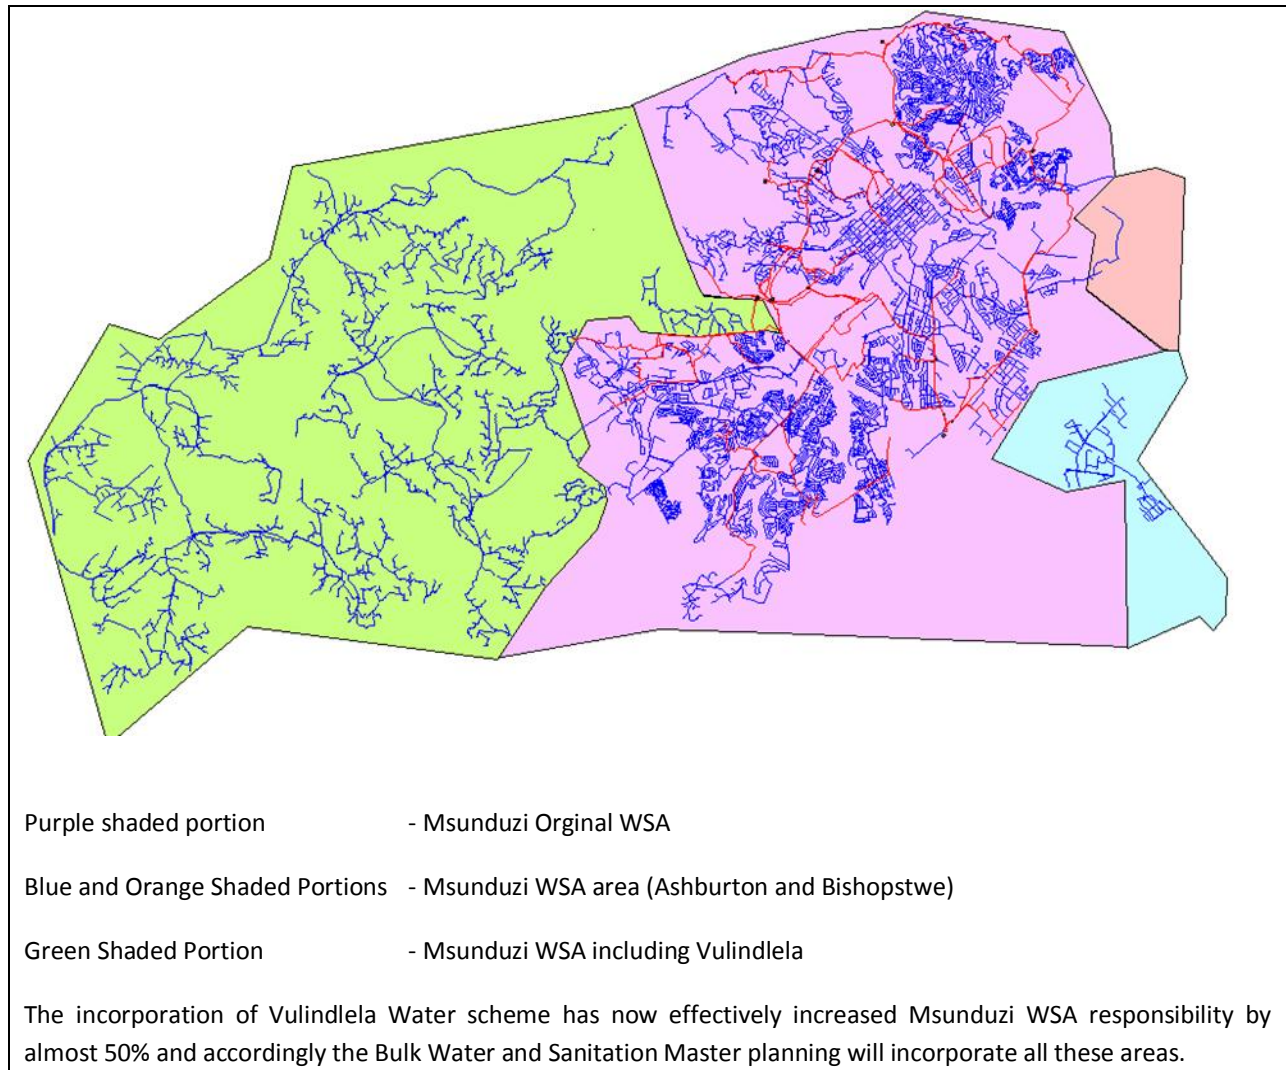 Purple shaded portion - Msunduzi Orginal WSA
Blue and Orange Shaded Portions - Msunduzi WSA area (Ashburton and Bishopstwe)
Green Shaded Portion - Msunduzi WSA including Vulindlela
The incorporation of Vulindlela Water scheme has now effectively increased Msunduzi WSA responsibility by
almost 50% and accordingly the Bulk Water and Sanitation Master planning will incorporate all these areas.